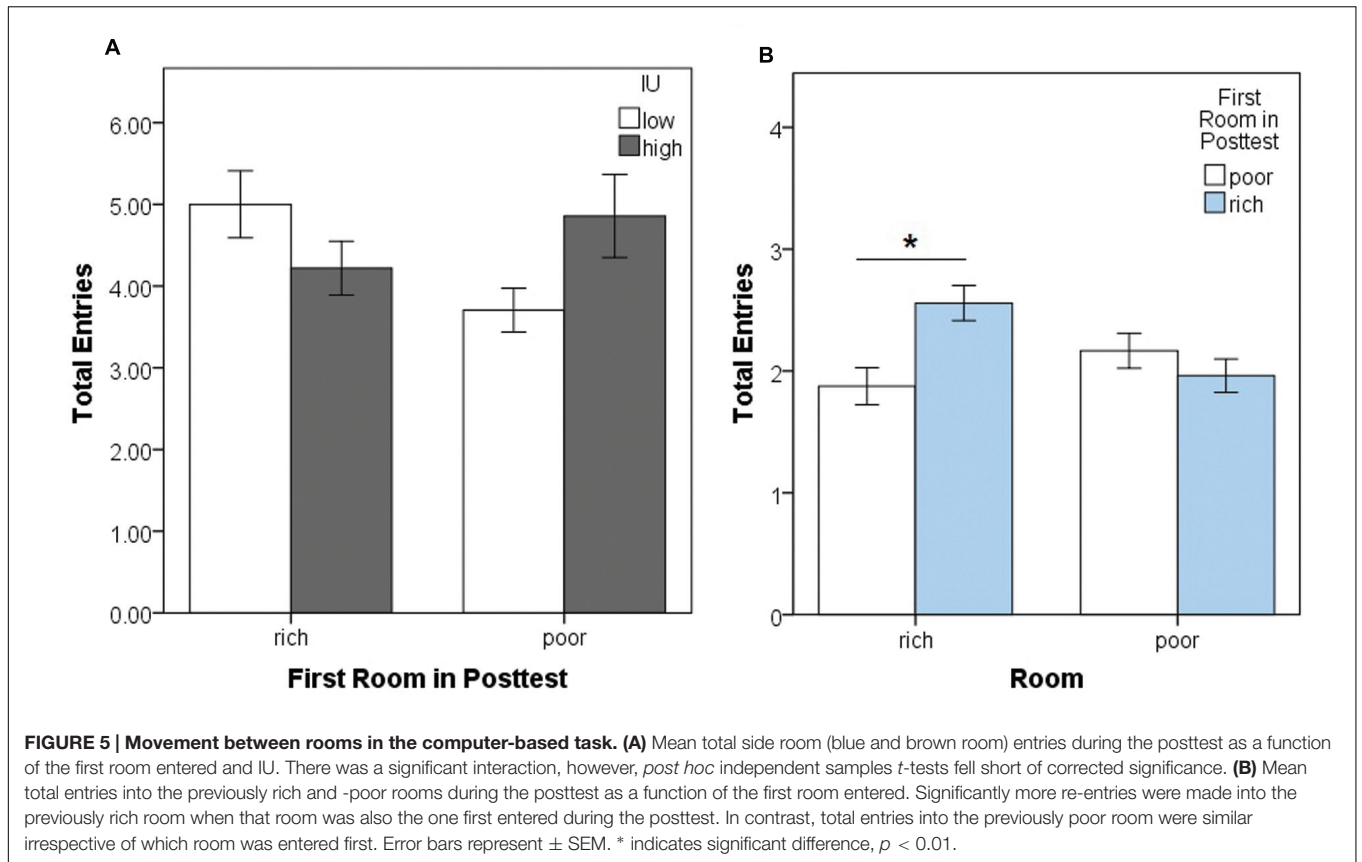 A
IU
low
high
6.00
5.00
4.00
3.00
2.00
1.00
0.00
Total Entries
rich poor
First Room in Posttest
B
First
Room in
Posttest
poor
rich
4
3
2
1
0
Total Entries
*
rich poor
Room
FIGURE 5 | Movement between rooms in the computer-based task. (A) Mean total side room (blue and brown room) entries during the posttest as a function
of the first room entered and IU. There was a significant interaction, however, post hoc independent samples t-tests fell short of corrected significance. (B) Mean
total entries into the previously rich and -poor rooms during the posttest as a function of the first room entered. Significantly more re-entries were made into the
previously rich room when that room was also the one first entered during the posttest. In contrast, total entries into the previously poor room were similar
irrespective of which room was entered first. Error bars represent ± SEM. * indicates significant difference, p < 0.01.